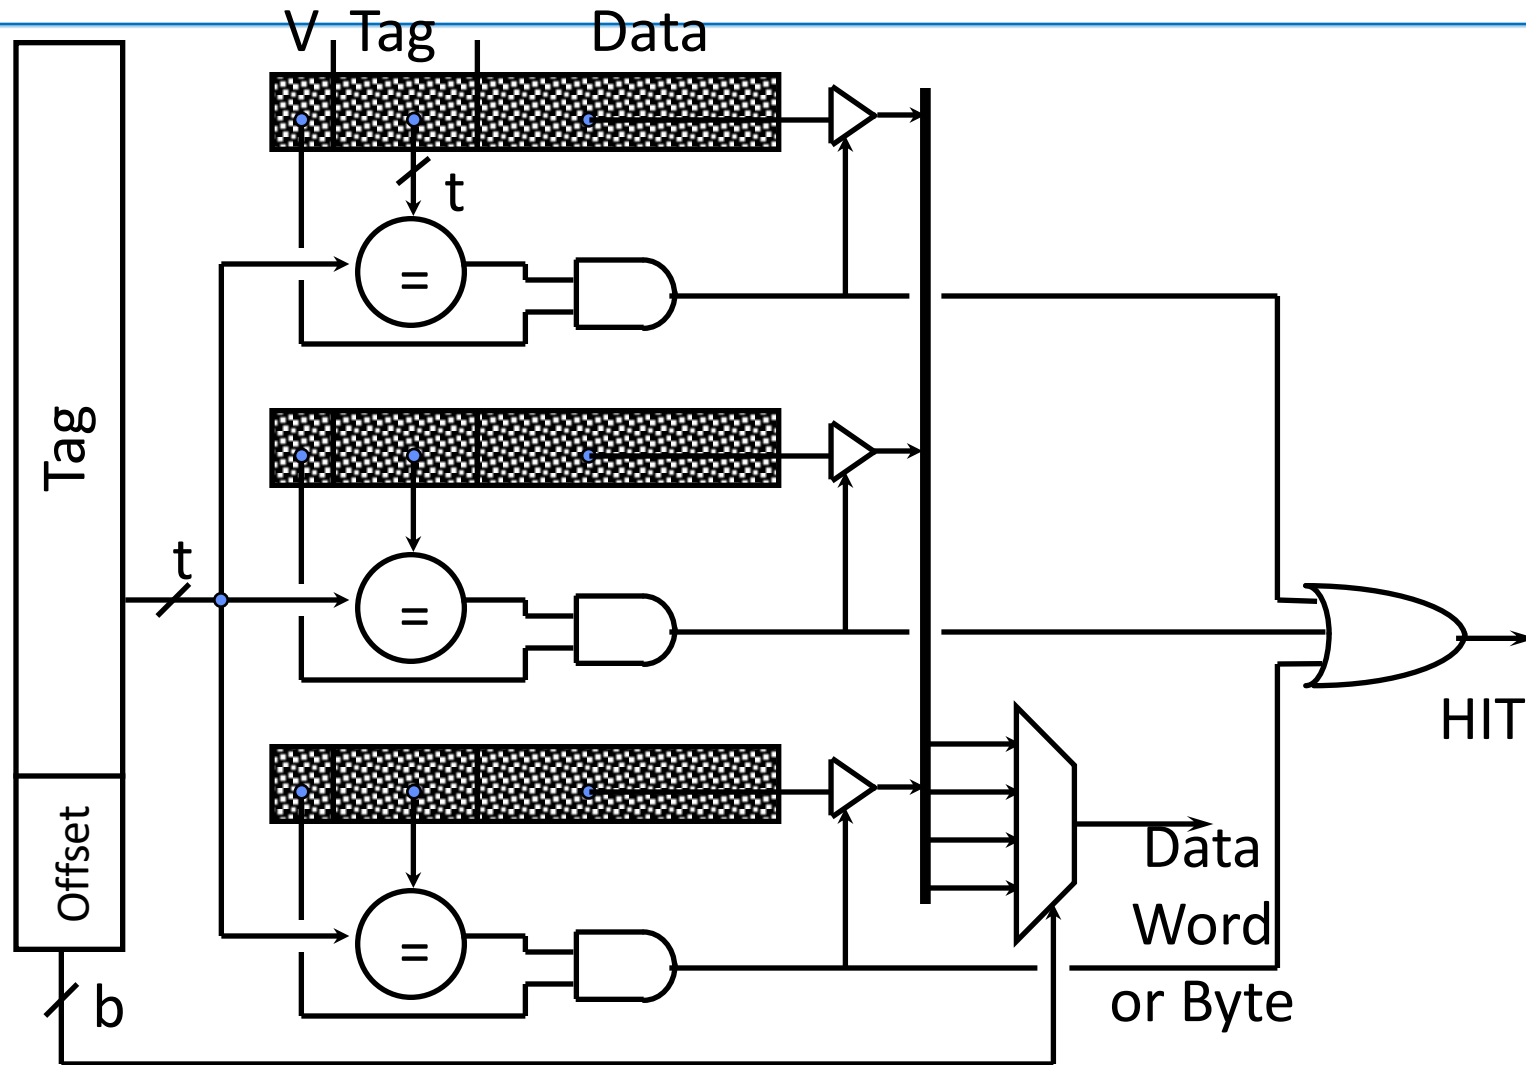 V Tag Data
t
=
Tag
t
=
HIT
Offset
Data
Word
or Byte
=
b